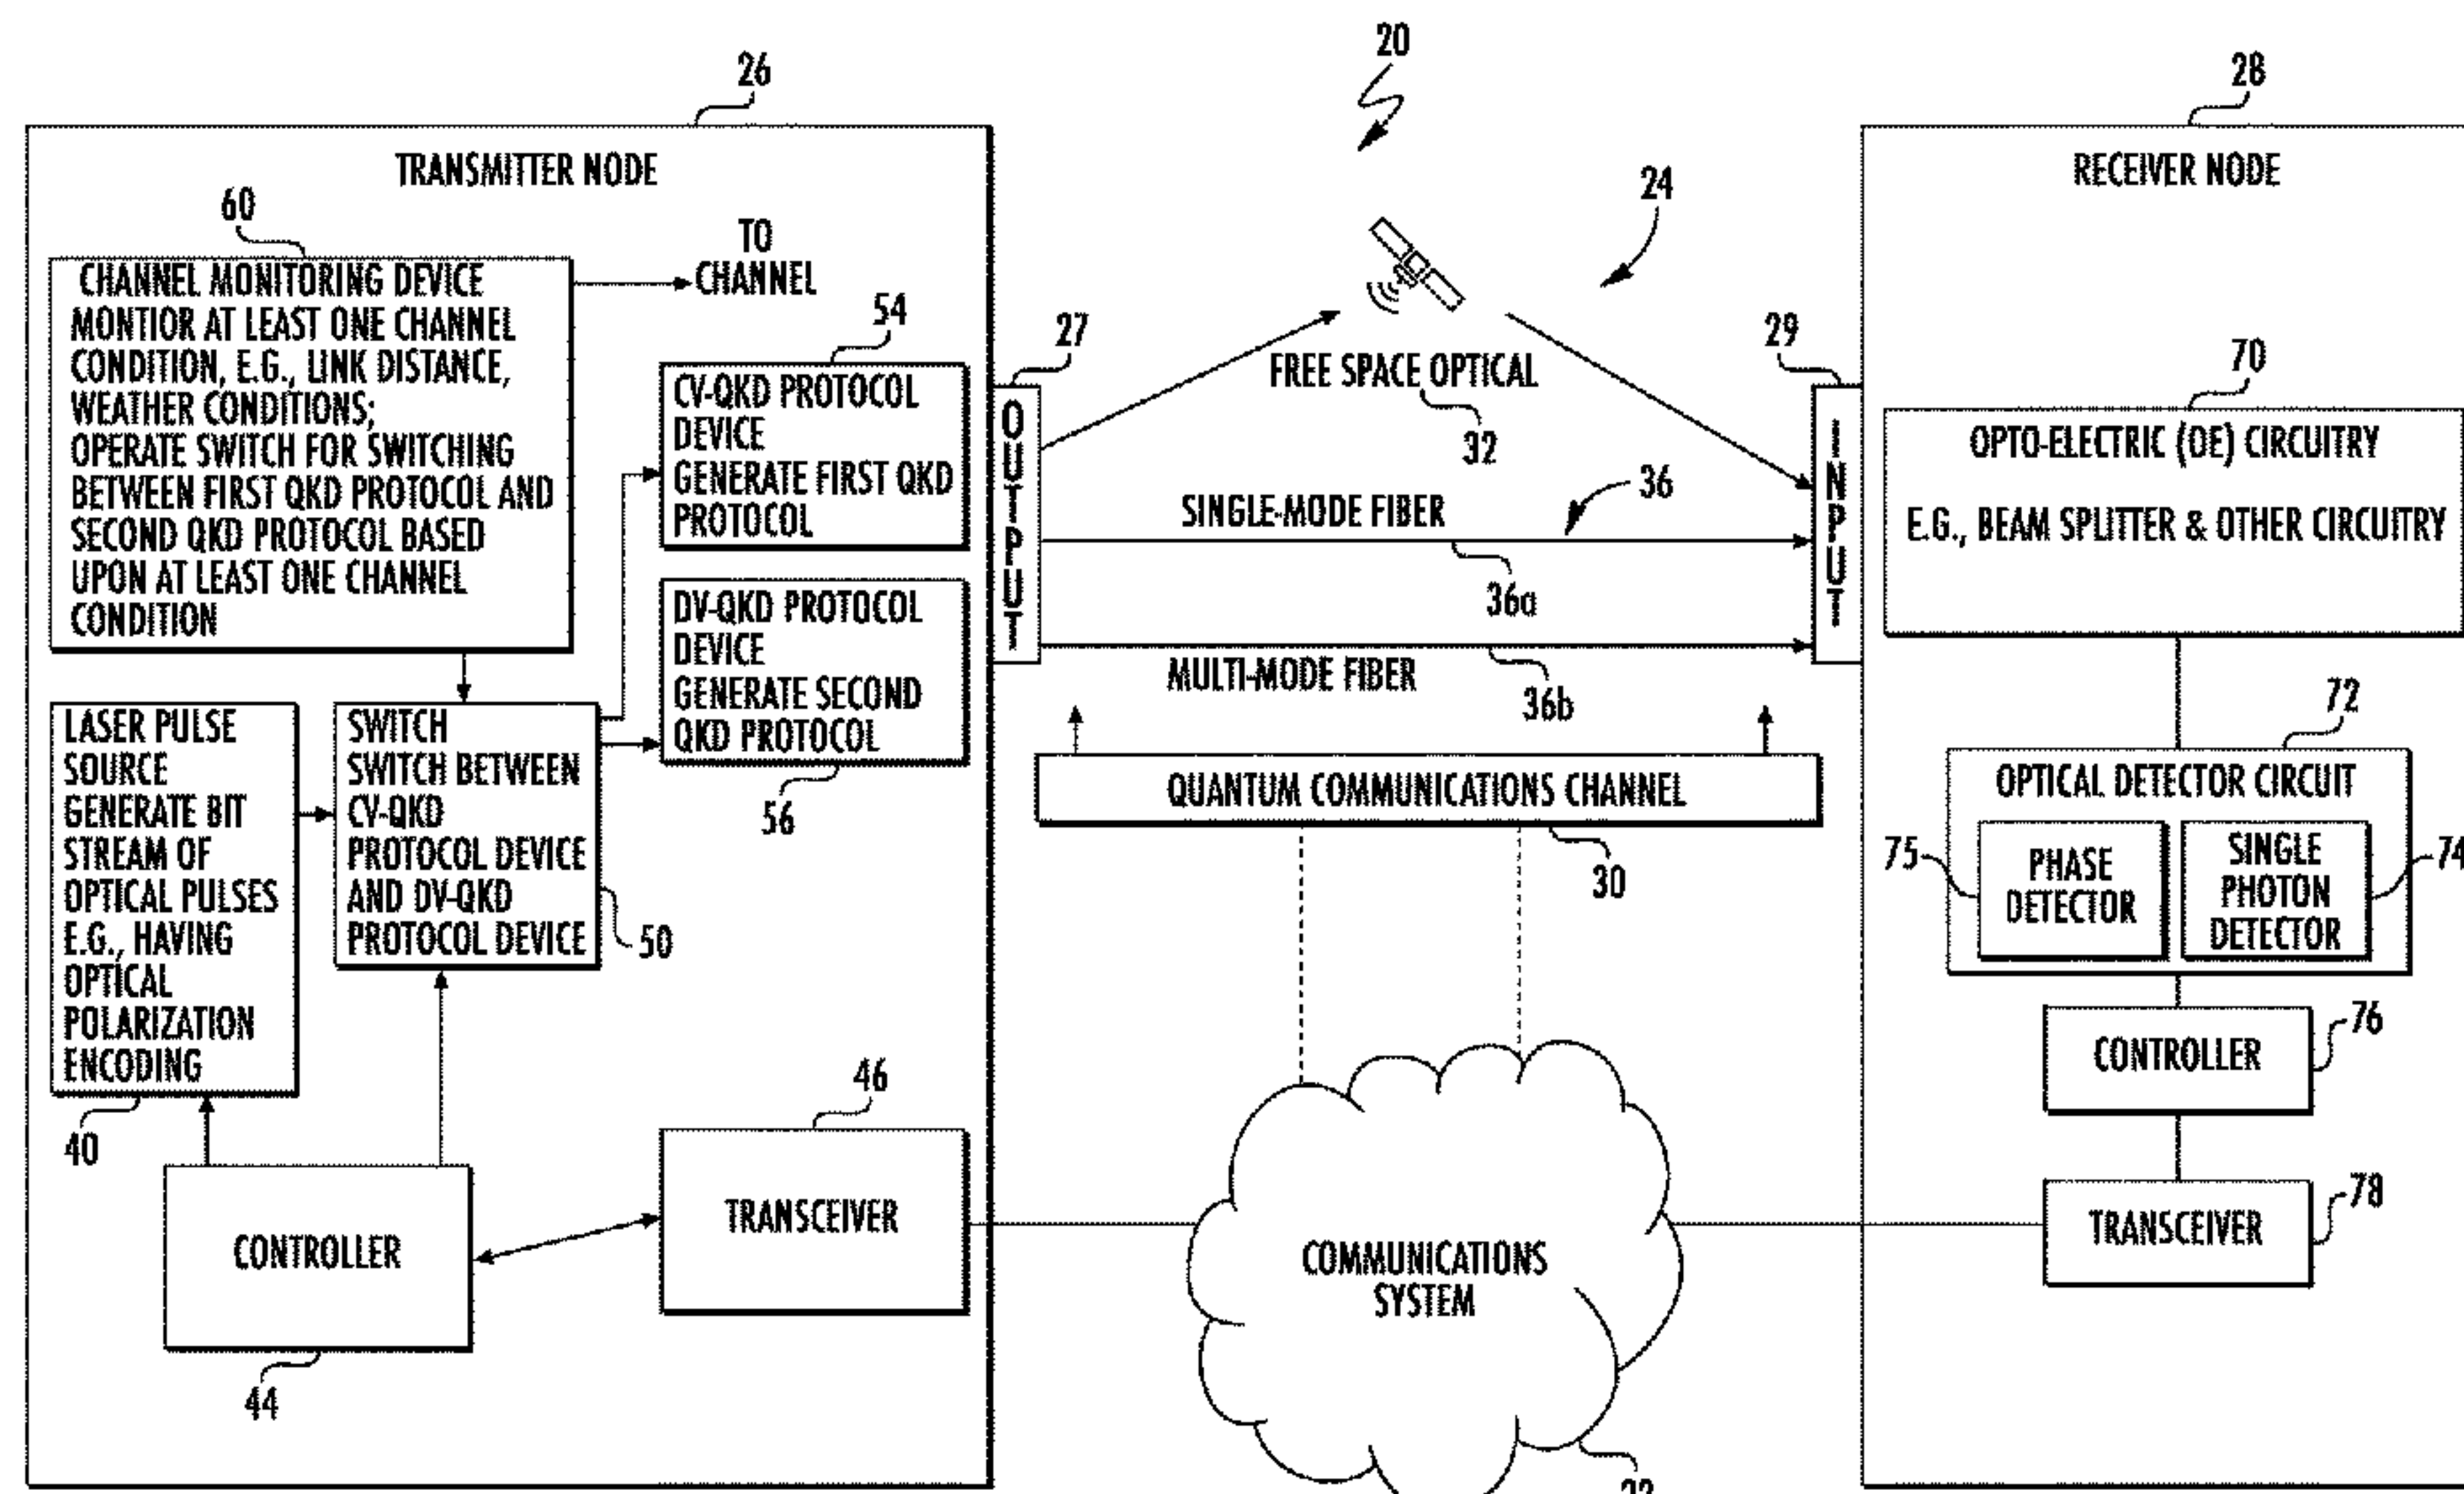 20
26
28
TRANSMITTER NODE
RECEIVER NODE
24
60
TO
CHANNEL
CHANNEL MONITORING DEVICE
MONTIOR AT LEAST ONE CHANNEL
CONDITION, E.G., LINK DISTANCE,
WEATHER CONDITIONS;
OPERATE SWITCH FOR SWITCHING
BETWEEN FIRST QKD PROTOCOL AND
SECOND QKD PROTOCOL BASED
UPON AT LEAST ONE CHANNEL
CONDITION
54
CV-QKD PROTOCOL
DEVICE
GENERATE FIRST QKD
PROTOCOL
DV-QKD PROTOCOL
DEVICE
GENERATE SECOND
QKD PROTOCOL
56
27
OUTPUT
FREE SPACE OPTICAL
32
SINGLE-MODE FIBER
36
36a
MULTI-MODE FIBER
36b
29
INPUT
QUANTUM COMMUNICATIONS CHANNEL
30
70
OPTO-ELECTRIC (OE) CIRCUITRY
E.G., BEAM SPLITTER & OTHER CIRCUITRY
72
OPTICAL DETECTOR CIRCUIT
75
PHASE
DETECTOR
SINGLE
PHOTON
DETECTOR
74
CONTROLLER
76
TRANSCEIVER
78
LASER PULSE
SOURCE
GENERATE BIT
STREAM OF
OPTICAL PULSES
E.G., HAVING
OPTICAL
POLARIZATION
ENCODING
40
SWITCH
SWITCH BETWEEN
CV-QKD
PROTOCOL DEVICE
AND DV-QKD
PROTOCOL DEVICE
50
CONTROLLER
44
46
TRANSCEIVER
COMMUNICATIONS
SYSTEM